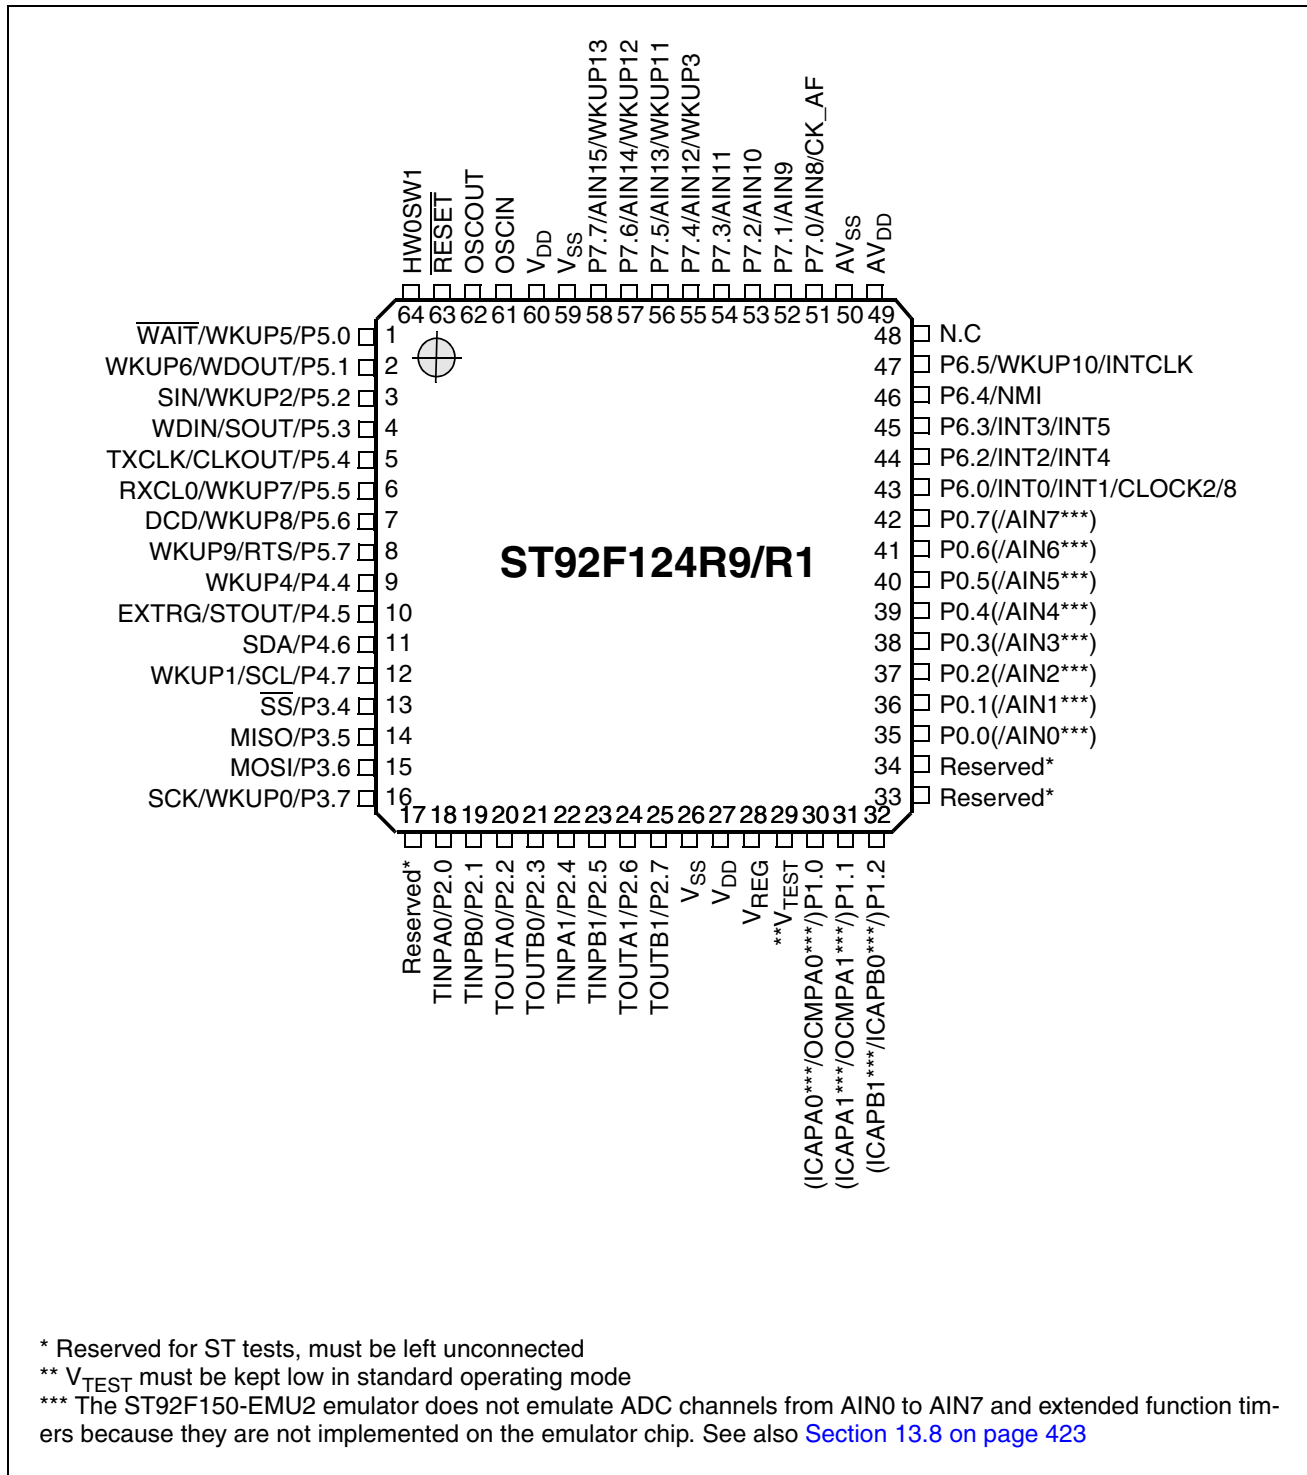 HW0SW1
RESET
OSCOUT
OSCIN
VDD
VSS
P7.7/AIN15/WKUP13
P7.6/AIN14/WKUP12
P7.5/AIN13/WKUP11
P7.4/AIN12/WKUP3
P7.3/AIN11
P7.2/AIN10
P7.1/AIN9
P7.0/AIN8/CK_AF
AVSS
AVDD
64 63 62 61 60 59 58 57 56 55 54 53 52 51 50 49
WAIT/WKUP5/P5.0 1
WKUP6/WDOUT/P5.1 2
SIN/WKUP2/P5.2 3
WDIN/SOUT/P5.3 4
TXCLK/CLKOUT/P5.4 5
RXCL0/WKUP7/P5.5 6
DCD/WKUP8/P5.6 7
WKUP9/RTS/P5.7 8
WKUP4/P4.4 9
EXTRG/STOUT/P4.5 10
SDA/P4.6 11
WKUP1/SCL/P4.7 12
SS/P3.4 13
MISO/P3.5 14
MOSI/P3.6 15
SCK/WKUP0/P3.7 16
ST92F124R9/R1
48 N.C
47 P6.5/WKUP10/INTCLK
46 P6.4/NMI
45 P6.3/INT3/INT5
44 P6.2/INT2/INT4
43 P6.0/INT0/INT1/CLOCK2/8
42 P0.7(/AIN7***)
41 P0.6(/AIN6***)
40 P0.5(/AIN5***)
39 P0.4(/AIN4***)
38 P0.3(/AIN3***)
37 P0.2(/AIN2***)
36 P0.1(/AIN1***)
35 P0.0(/AIN0***)
34 Reserved*
33 Reserved*
17 18 19 20 21 22 23 24 25 26 27 28 29 30 31 32
Reserved*
TINPA0/P2.0
TINPB0/P2.1
TOUTA0/P2.2
TOUTB0/P2.3
TINPA1/P2.4
TINPB1/P2.5
TOUTA1/P2.6
TOUTB1/P2.7
VSS
VDD
VREG
**VTEST
(ICAPA0***/OCMPA0***/)P1.0
(ICAPA1***/OCMPA1***/)P1.1
(ICAPB1***/ICAPB0***/)P1.2
* Reserved for ST tests, must be left unconnected
** VTEST must be kept low in standard operating mode
*** The ST92F150-EMU2 emulator does not emulate ADC channels from AIN0 to AIN7 and extended function tim-
ers because they are not implemented on the emulator chip. See also Section 13.8 on page 423